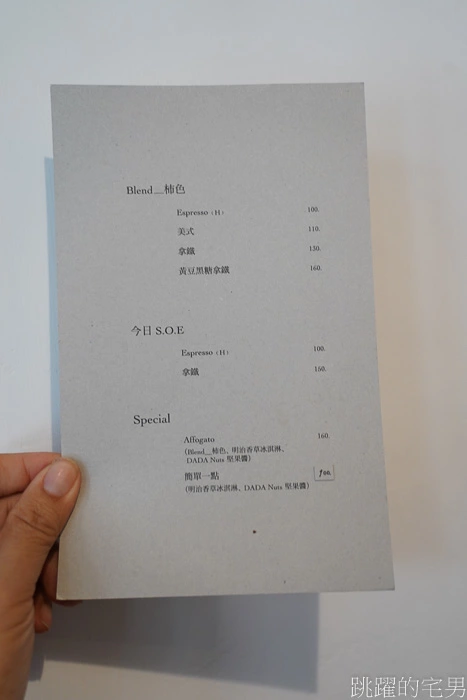 Blend__柿色
Espresso (H) 100.
美式 110.
拿鐵 130.
黃豆黑糖拿鐵 160.
今日 S.O.E
Espresso (H) 100.
拿鐵 150.
Special
Affogato 160.
(Blend__柿色、明治香草冰淇淋、
DADA Nuts 堅果醬)
簡單一點
(明治香草冰淇淋、DADA Nuts 堅果醬)
跳躍的宅男